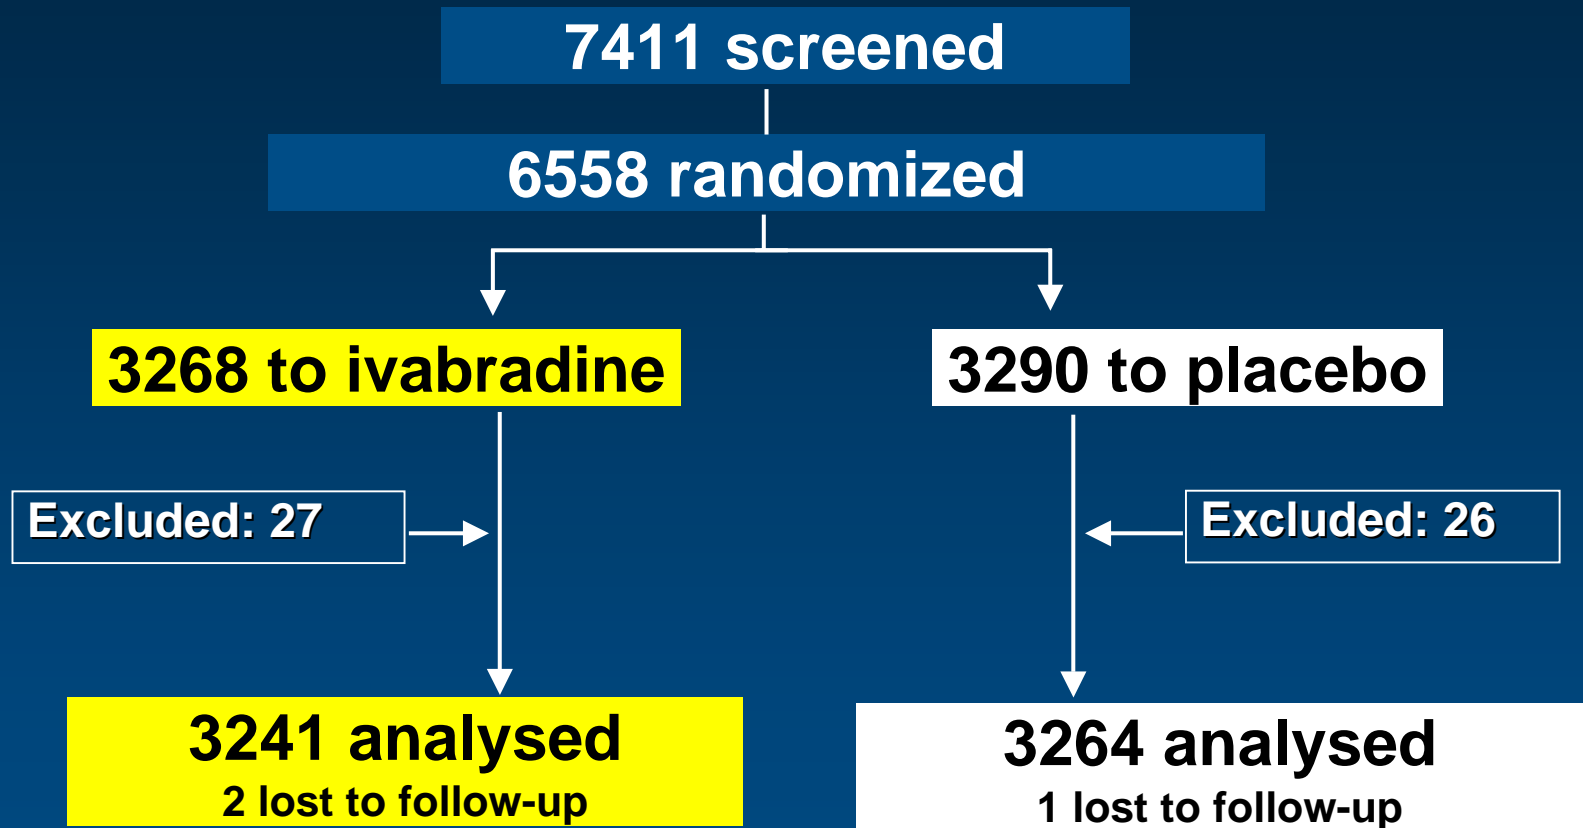 7411 screened
6558 randomized
3268 to ivabradine
3290 to placebo
Excluded: 27
Excluded: 26
3241 analysed
2 lost to follow-up
3264 analysed
1 lost to follow-up